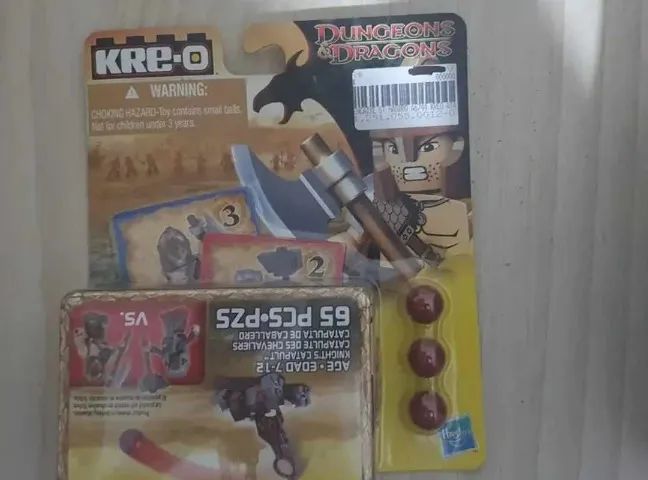 KRE-O
DUNGEONS
& DRAGONS
WARNING:
CHOKING HAZARD-Toy contains small balls.
Not for children under 3 years.
3
2
VS.
AGE • EDAD 7-12
KNIGHT'S CATAPULT™
CATAPULTE DES CHEVALIERS
CATAPULTA DE CABALLERO
65 PCS•PZS
Hasbro